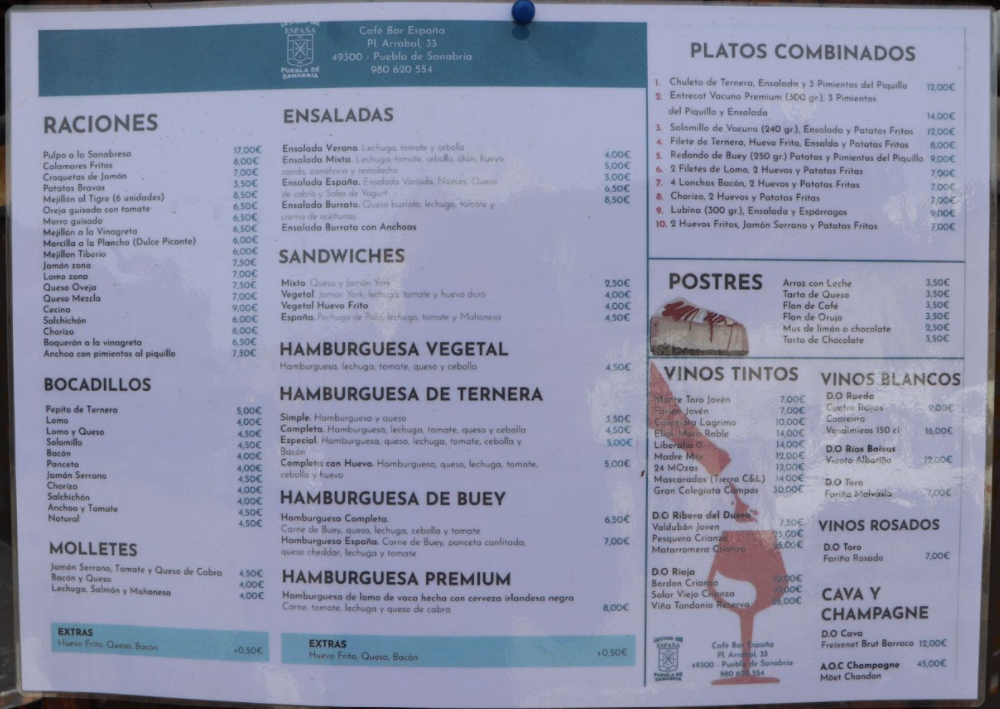 ESPAÑA
PUEBLA DE
SANABRIA
Café Bar España
Pl. Arrabal, 33
49300 - Puebla de Sanabria
980 620 554
RACIONES
Pulpo a la Sanabresa 17,00€
Calamares Fritos 8,00€
Croquetas de Jamón 7,00€
Patatas Bravas 3,50€
Mejillón al Tigre (6 unidades) 8,50€
Oreja guisada con tomate 6,50€
Morro guisado 6,50€
Mejillón a la Vinagreta 6,50€
Morcilla a la Plancha (Dulce Picante) 6,00€
Mejillon Tiberio 6,00€
Jamón zona 7,50€
Lomo zona 7,00€
Queso Oveja 7,50€
Queso Mezcla 7,00€
Cecina 9,00€
Salchichón 6,00€
Chorizo 6,00€
Boquerón a la vinagreta 6,50€
Anchoa con pimientos al piquillo 7,50€
BOCADILLOS
Pepito de Ternera 5,00€
Lomo 4,00€
Lomo y Queso 4,50€
Solomillo 4,50€
Bacón 4,00€
Panceta 4,00€
Jamón Serrano 4,50€
Chorizo 4,00€
Salchichón 4,00€
Anchoa y Tomate 4,50€
Natural 4,50€
MOLLETES
Jamón Serrano, Tomate y Queso de Cabra 4,50€
Bacón y Queso 4,00€
Lechuga, Salmón y Mahonesa 4,00€
EXTRAS
Huevo Frito, Queso, Bacón +0,50€
ENSALADAS
Ensalada Verano. Lechuga, tomate y cebolla 4,00€
Ensalada Mixta. Lechuga, tomate, cebolla, atún, huevo 5,00€
cocido, zanahoria y remolacha
Ensalada España. Ensalada Variada, Nueces, Queso 5,00€
de cabra y Salsa de Yogurt 6,50€
Ensalada Burrata. Queso burrata, lechuga, tomate y 8,50€
crema de aceitunas
Ensalada Burrata con Anchoas
SANDWICHES
Mixto. Queso y Jamón York 2,50€
Vegetal. Jamón York, lechuga, tomate y huevo duro 4,00€
Vegetal Huevo Frito 4,00€
España. Pechuga de Pollo, lechuga, tomate y Mahonesa 4,50€
HAMBURGUESA VEGETAL
Hamburguesa, lechuga, tomate, queso y cebolla 4,50€
HAMBURGUESA DE TERNERA
Simple. Hamburguesa y queso 3,50€
Completa. Hamburguesa, lechuga, tomate, queso y cebolla 4,50€
Especial. Hamburguesa, queso, lechuga, tomate, cebolla y 5,00€
Bacón
Completa con Huevo. Hamburguesa, queso, lechuga, tomate, 5,00€
cebolla y huevo
HAMBURGUESA DE BUEY
Hamburguesa Completa. 6,50€
Carne de Buey, queso, lechuga, cebolla y tomate
Hamburguesa España. Carne de Buey, panceta confitada, 7,00€
queso cheddar, lechuga y tomate
HAMBURGUESA PREMIUM
Hamburguesa de lomo de vaca hecha con cerveza irlandesa negra
Carne, tomate, lechuga y queso de cabra 8,00€
EXTRAS
Huevo Frito, Queso, Bacón +0,50€
PLATOS COMBINADOS
1. Chuleta de Ternera, Ensalada y 3 Pimientos del Piquillo 12,00€
2. Entrecot Vacuno Premium (300 gr.), 3 Pimientos
del Piquillo y Ensalada 14,00€
3. Solomillo de Vacuno (240 gr.), Ensalada y Patatas Fritas 12,00€
4. Filete de Ternera, Huevo Frito, Ensalda y Patatas Fritas 8,00€
5. Redondo de Buey (250 gr.) Patatas y Pimientos del Piquillo 9,00€
6. 2 Filetes de Lomo, 2 Huevos y Patatas Fritas 7,00€
7. 4 Lonchas Bacón, 2 Huevos y Patatas Fritas 7,00€
8. Chorizo, 2 Huevos y Patatas Fritas 7,00€
9. Lubina (300 gr.), Ensalada y Espárragos 9,00€
10. 2 Huevos Fritos, Jamón Serrano y Patatas Fritas 7,00€
POSTRES
Arroz con Leche 3,50€
Tarta de Queso 3,50€
Flan de Café 3,50€
Flan de Orujo 3,50€
Mus de limón o chocolate 2,50€
Tarta de Chocolate 3,50€
VINOS TINTOS
Monte Toro Joven 7,00€
Fariña Jovén 7,00€
Colegiata Lagrima 10,00€
Elias Mora Roble 14,00€
Liberalia 0 14,00€
Madre Mia 12,00€
24 MOzas 12,00€
Mascarados (Tierra C&L) 14,00€
Gran Colegiata Campos 30,00€
D.O Ribera del Duero
Valdubón Joven 7,50€
Pesquera Crianza 25,00€
Matarromera Crianza 25,00€
D.O Rioja
Bordon Crianza 10,00€
Solar Viejo Crianza 10,00€
Viña Tondonia Reserva 26,00€
ESPAÑA
PUEBLA DE
SANABRIA
Café Bar España
Pl. Arrabal, 33
49300 - Puebla de Sanabria
980 620 554
VINOS BLANCOS
D.O Rueda
Cuatro Rayas 9,00€
Cuarenta
Vendimias 150 cl 16,00€
D.O Rias Baixas
Viento Albariño 12,00€
D.O Toro
Fariña Malvasia 7,00€
VINOS ROSADOS
D.O Toro
Fariña Rosado 7,00€
CAVA Y
CHAMPAGNE
D.O Cava
Freixenet Brut Barroco 12,00€
A.O.C Champagne 45,00€
Möet Chandon